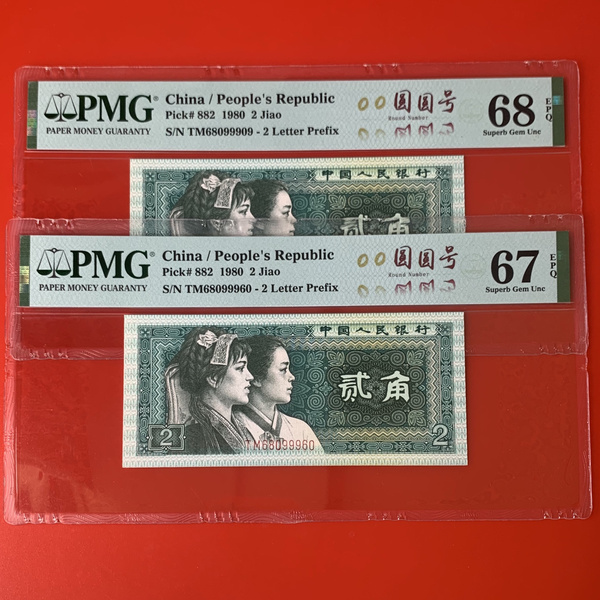 PMG
PAPER MONEY GUARANTY
China / People's Republic
Pick# 882 1980 2 Jiao
S/N TM68099909 - 2 Letter Prefix
圆圆号
Round Number
68
EPQ
Superb Gem Unc
中国人民银行
贰角
PMG
PAPER MONEY GUARANTY
China / People's Republic
Pick# 882 1980 2 Jiao
S/N TM68099960 - 2 Letter Prefix
圆圆号
Round Number
67
EPQ
Superb Gem Unc
中国人民银行
贰角
2
TM68099960
2